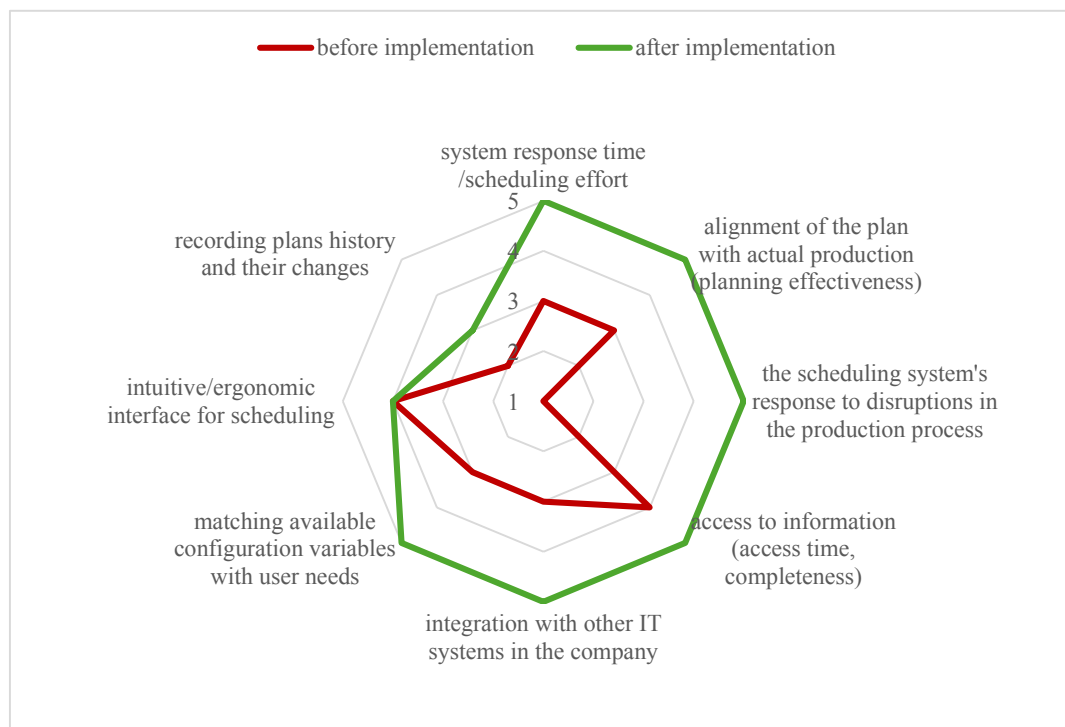 before implementation
after implementation
system response time
/scheduling effort
5
4
3
2
1
alignment of the plan
with actual production
(planning effectiveness)
the scheduling system's
response to disruptions in
the production process
access to information
(access time,
completeness)
integration with other IT
systems in the company
matching available
configuration variables
with user needs
intuitive/ergonomic
interface for scheduling
recording plans history
and their changes